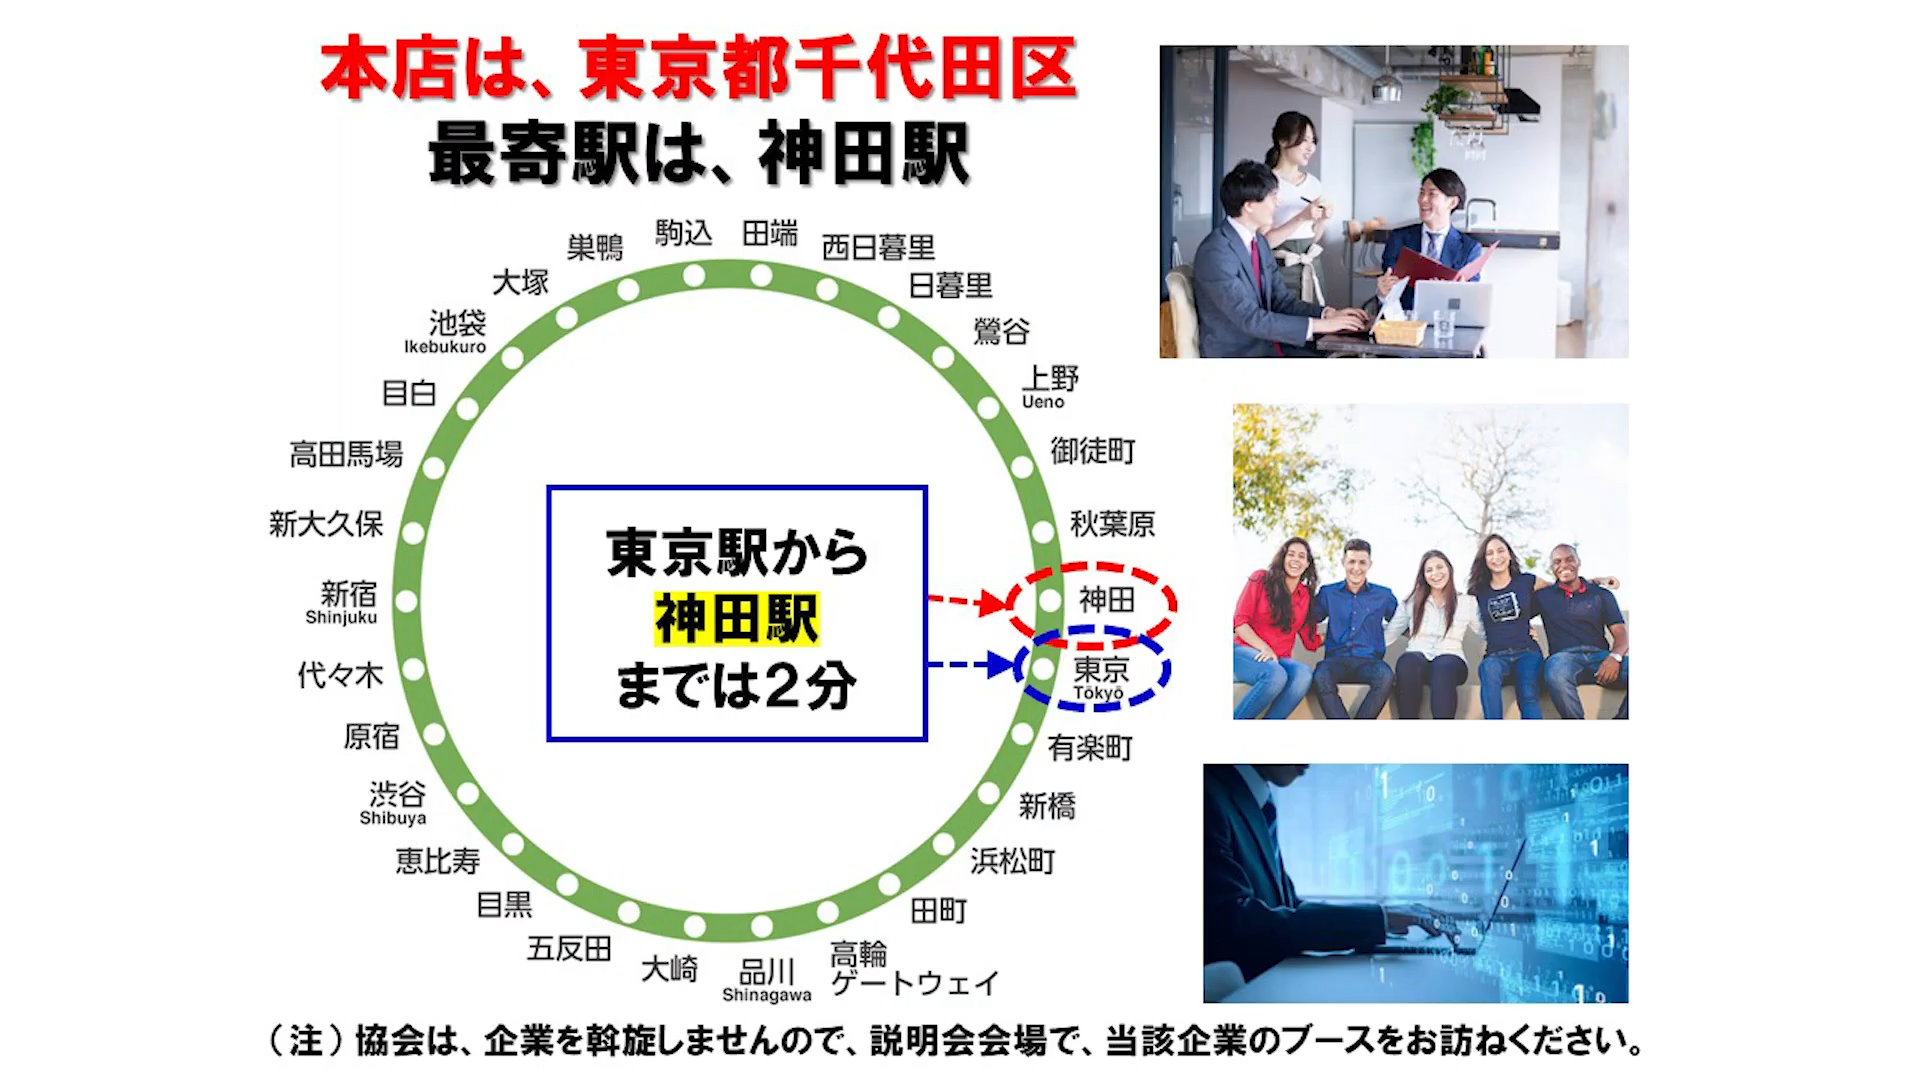 本店は、東京都千代田区
最寄駅は、神田駅
駒込
田端
巣鴨
西日暮里
大塚
日暮里
池袋
Ikebukuro
鶯谷
目白
上野
Ueno
高田馬場
御徒町
新大久保
秋葉原
東京駅から
神田駅
までは2分
新宿
Shinjuku
神田
代々木
東京
Tōkyō
原宿
有楽町
渋谷
Shibuya
新橋
恵比寿
浜松町
目黒
田町
五反田
大崎
品川
Shinagawa
高輪
ゲートウェイ
(注)協会は、企業を斡旋しませんので、説明会会場で、当該企業のブースをお訪ねください。